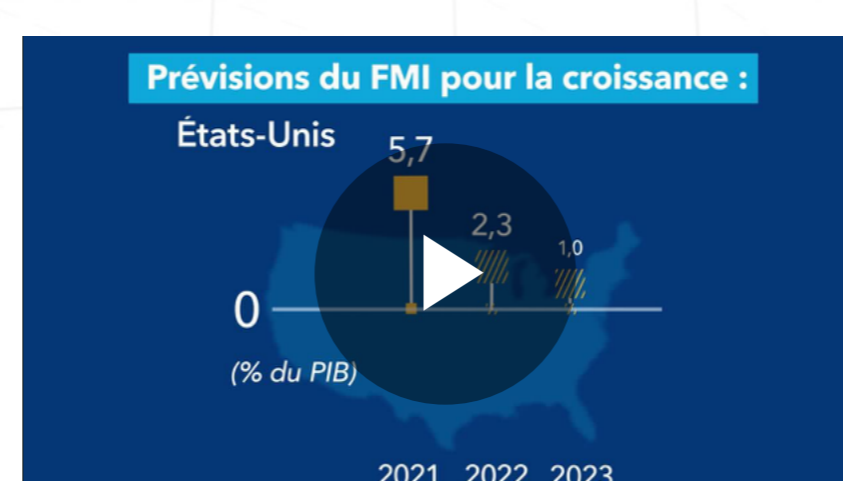 Prévisions du FMI pour la croissance :
États-Unis
5,7
2,3
1,0
0
(% du PIB)
2021 2022 2023